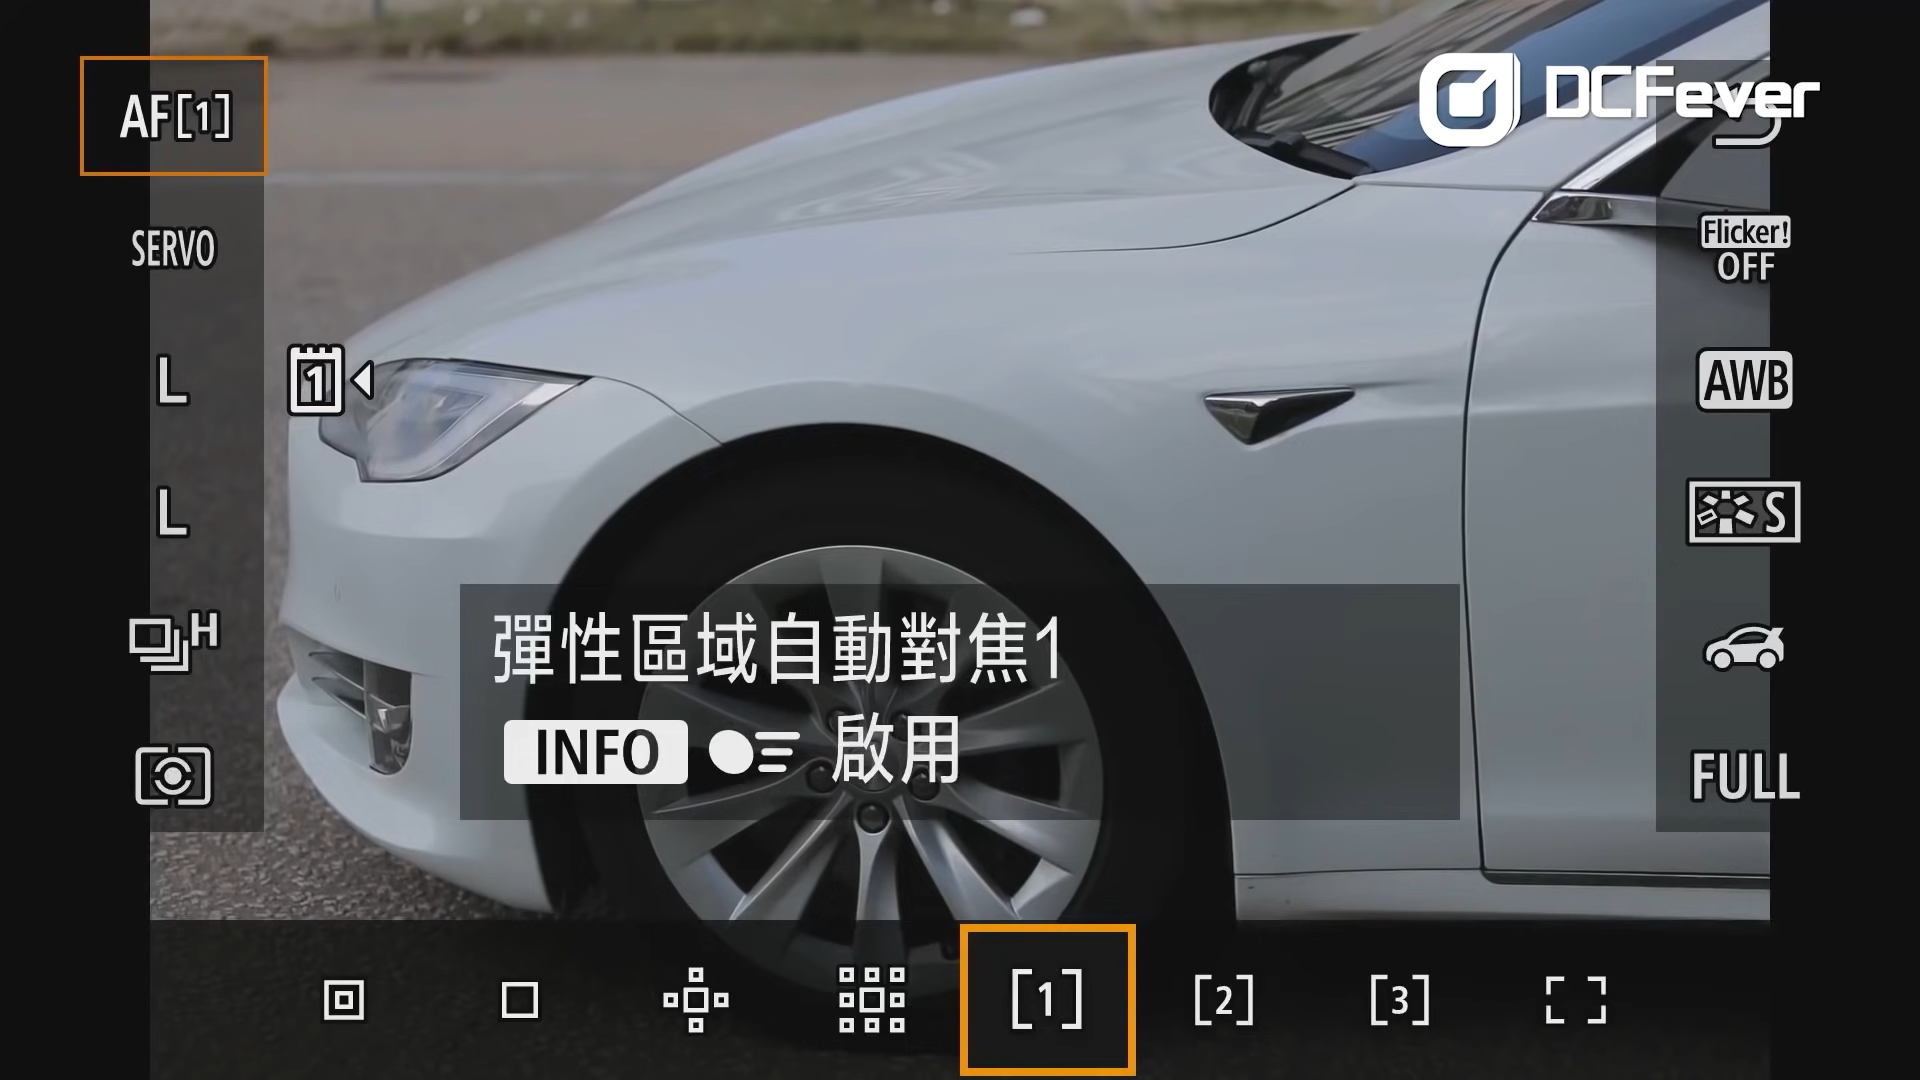 AF[1]
DCFever
SERVO
Flicker!
OFF
L
1
AWB
L
S
H
彈性區域自動對焦1
INFO 啟用
FULL
[1]
[2]
[3]